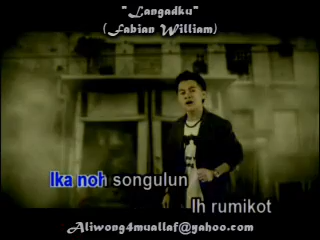 "Langadku"
(Fabian William)
Ika noh songulun
Ih rumikot
Aliwong4muallaf@yahoo.com